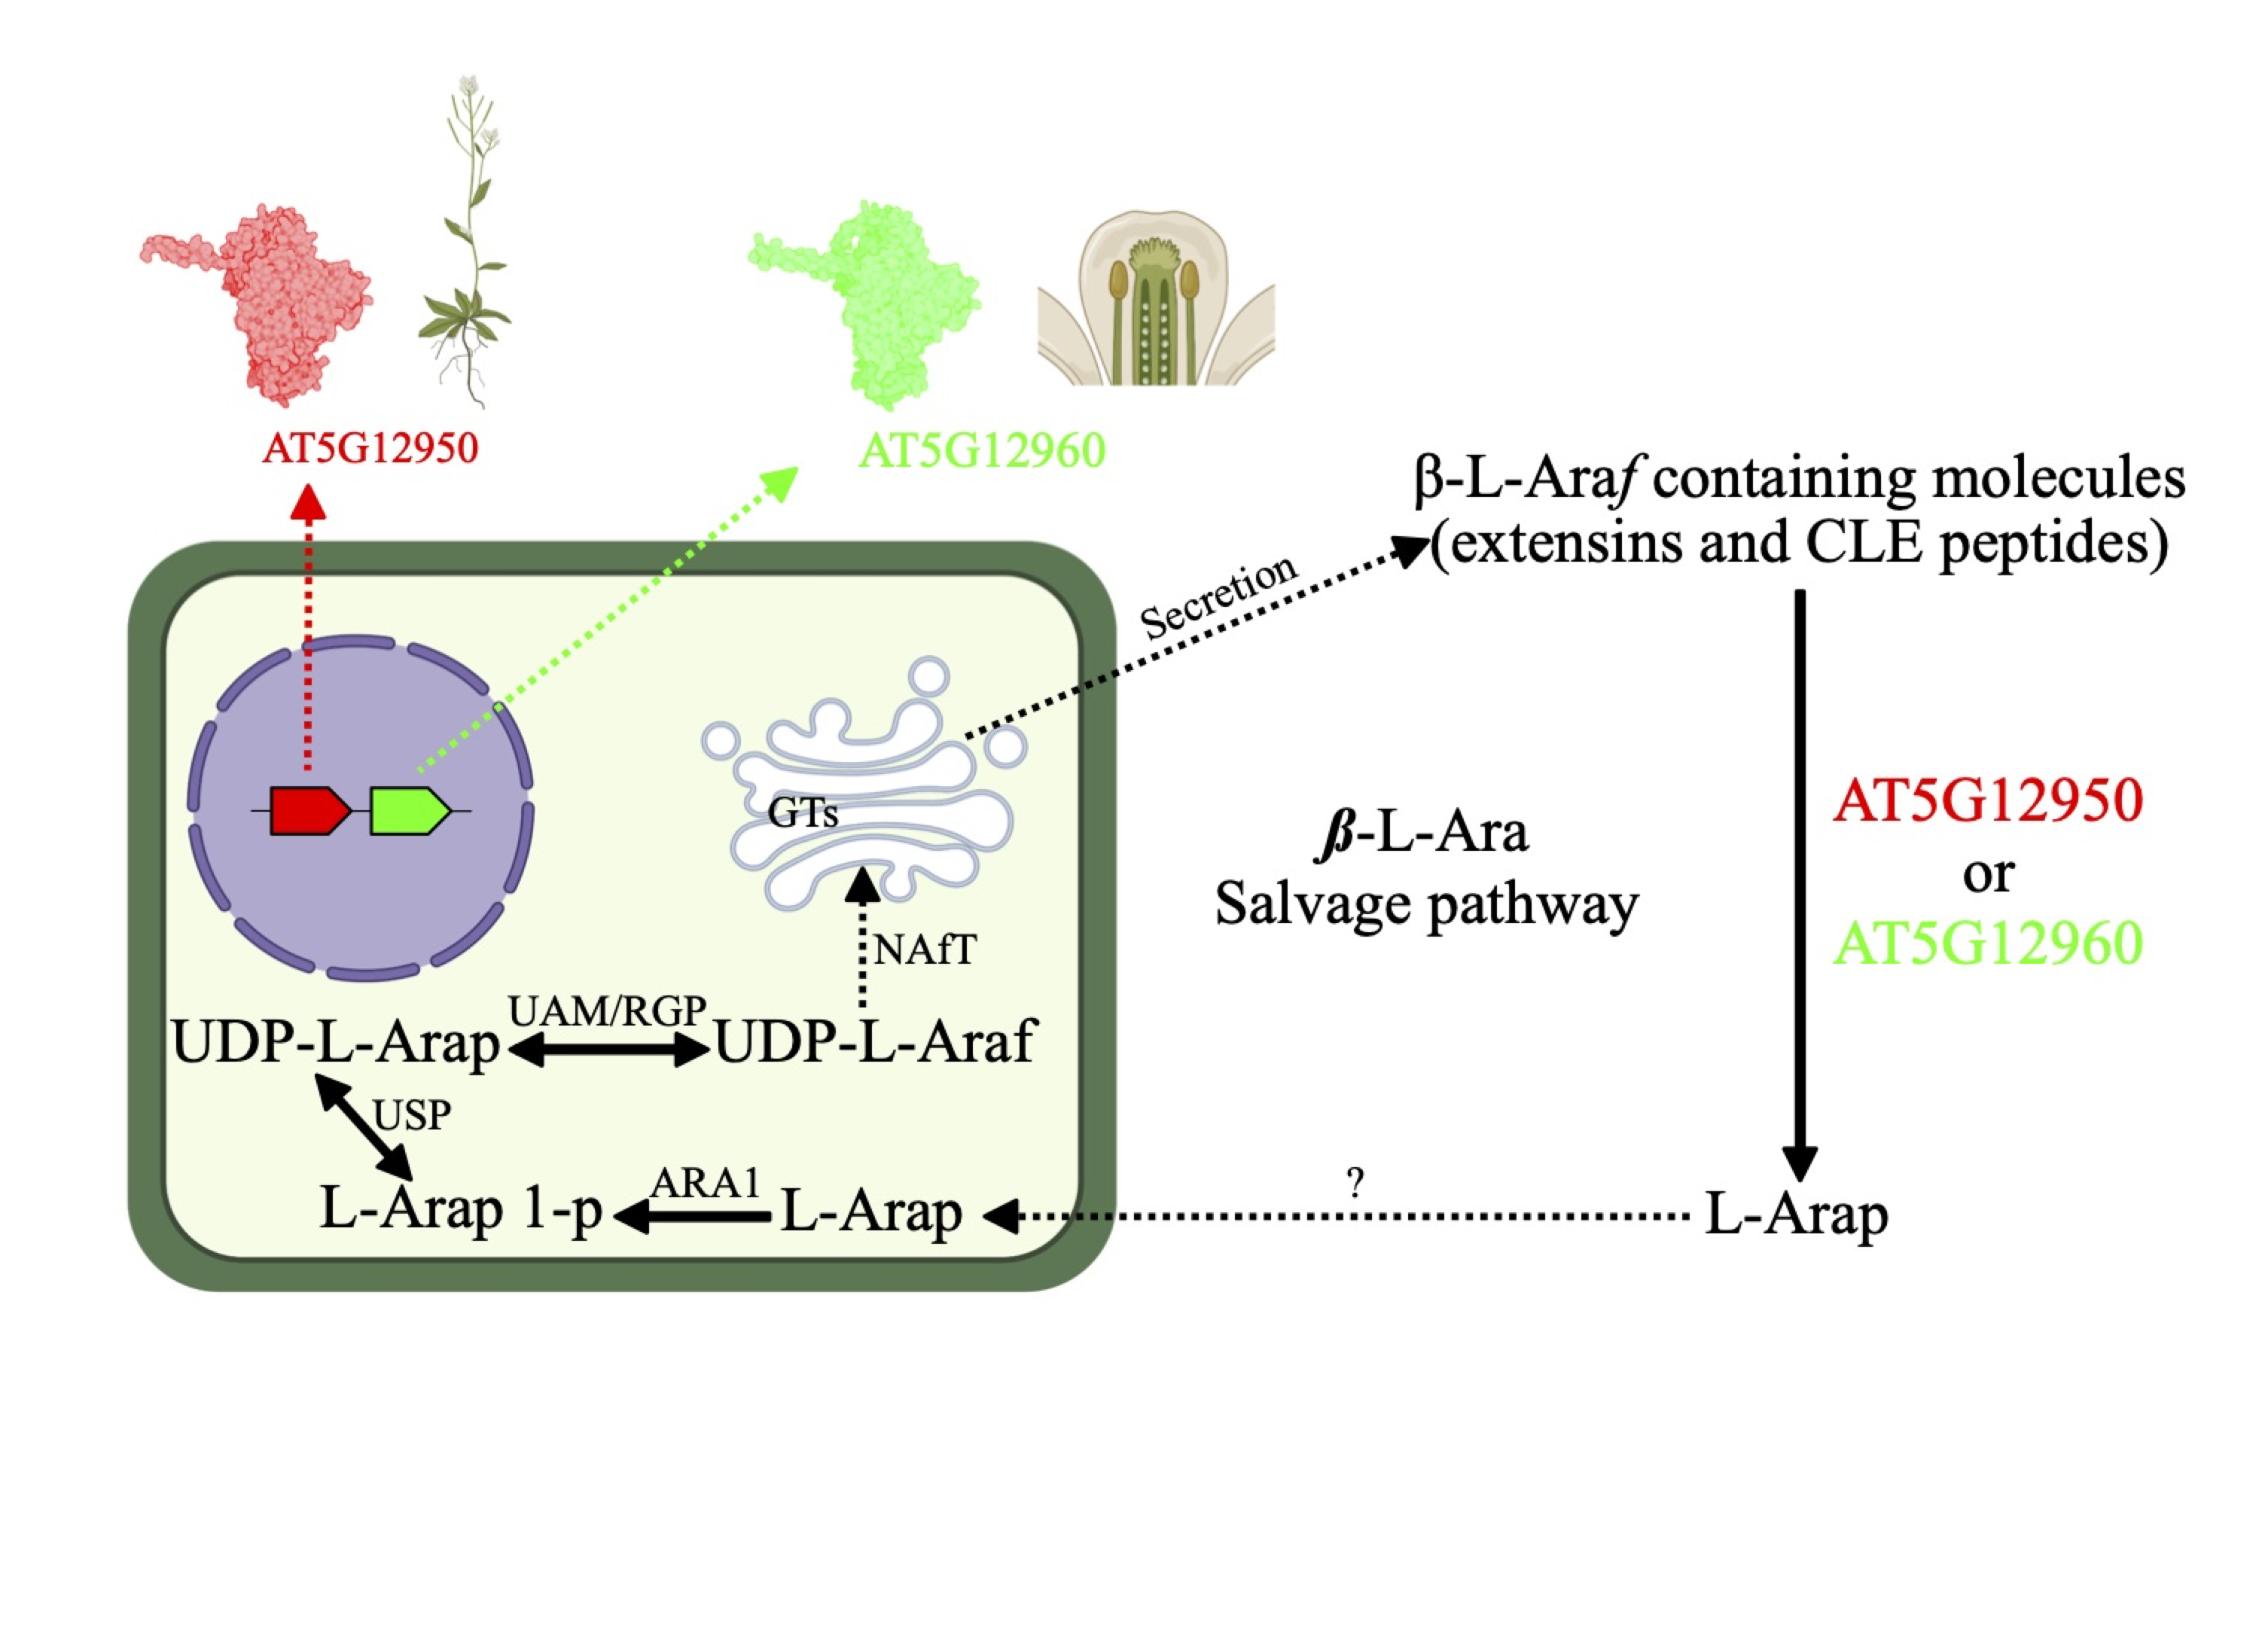 AT5G12950
AT5G12960
β-L-Araf containing molecules
(extensins and CLE peptides)
Secretion
GTs
AT5G12950
or
AT5G12960
ß-L-Ara
Salvage pathway
NAfT
UDP-L-Arap
UAM/RGP
UDP-L-Araf
USP
L-Arap 1-p
ARA1
L-Arap
?
L-Arap